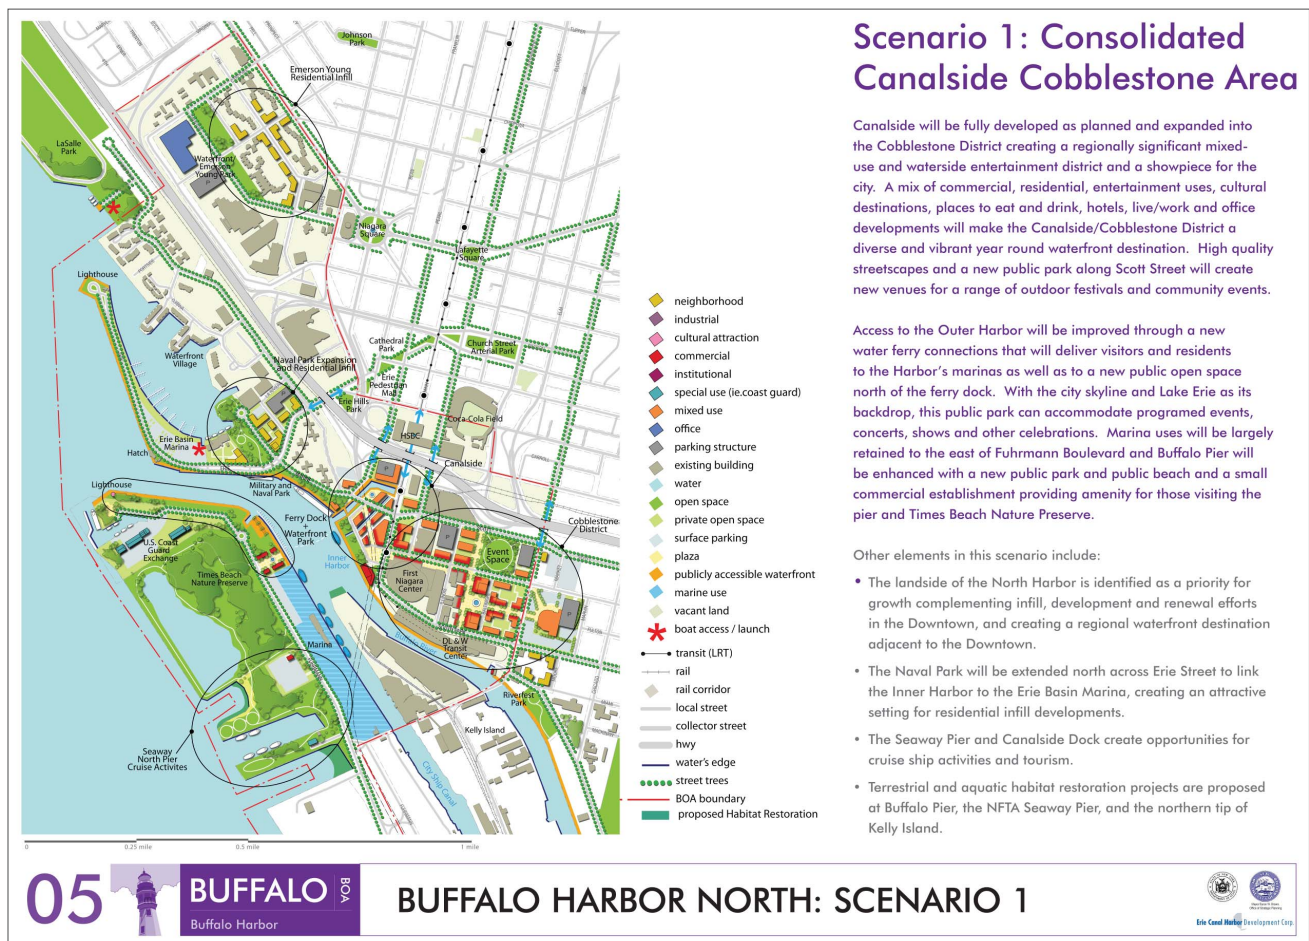 Scenario 1: Consolidated
Canalside Cobblestone Area
Canalside will be fully developed as planned and expanded into
the Cobblestone District creating a regionally significant mixed-
use and waterside entertainment district and a showpiece for the
city. A mix of commercial, residential, entertainment uses, cultural
destinations, places to eat and drink, hotels, live/work and office
developments will make the Canalside/Cobblestone District a
diverse and vibrant year round waterfront destination. High quality
streetscapes and a new public park along Scott Street will create
new venues for a range of outdoor festivals and community events.
Access to the Outer Harbor will be improved through a new
water ferry connections that will deliver visitors and residents
to the Harbor's marinas as well as to a new public open space
north of the ferry dock. With the city skyline and Lake Erie as its
backdrop, this public park can accommodate programed events,
concerts, shows and other celebrations. Marina uses will be largely
retained to the east of Fuhrmann Boulevard and Buffalo Pier will
be enhanced with a new public park and public beach and a small
commercial establishment providing amenity for those visiting the
pier and Times Beach Nature Preserve.
Other elements in this scenario include:
• The landside of the North Harbor is identified as a priority for
growth complementing infill, development and renewal efforts
in the Downtown, and creating a regional waterfront destination
adjacent to the Downtown.
• The Naval Park will be extended north across Erie Street to link
the Inner Harbor to the Erie Basin Marina, creating an attractive
setting for residential infill developments.
• The Seaway Pier and Canalside Dock create opportunities for
cruise ship activities and tourism.
• Terrestrial and aquatic habitat restoration projects are proposed
at Buffalo Pier, the NFTA Seaway Pier, and the northern tip of
Kelly Island.
Johnson
Park
Emerson Young
Residential Infill
LaSalle
Park
Waterfront/
Emerson
Young Park
P
Niagara
Square
Lafayette
Square
Lighthouse
Waterfront
Village
Naval Park Expansion
and Residential Infill
P
Cathedral
Park
Church Street
Arterial Park
Erie
Pedestrian
Mall
Erie Hills
Park
Coca-Cola Field
HSBC
Erie Basin
Marina
Hatch
Canalside
P
Lighthouse
Military and
Naval Park
Ferry Dock
+
Waterfront
Park
Cobblestone
District
U.S. Coast
Guard
Exchange
Inner
Harbor
P
Event
Space
P
Times Beach
Nature Preserve
First
Niagara
Center
P
Marina
Buffalo River
DL & W
Transit
Center
Riverfest
Park
Kelly Island
Seaway
North Pier
Cruise Activites
City Ship Canal
neighborhood
industrial
cultural attraction
commercial
institutional
special use (ie.coast guard)
mixed use
office
parking structure
existing building
water
open space
private open space
surface parking
plaza
publicly accessible waterfront
marine use
vacant land
boat access / launch
transit (LRT)
rail
rail corridor
local street
collector street
hwy
water's edge
street trees
BOA boundary
proposed Habitat Restoration
0
0.25 mile
0.5 mile
1 mile
05
BUFFALO
BOA
Buffalo Harbor
BUFFALO HARBOR NORTH: SCENARIO 1
Erie Canal Harbor Development Corp.